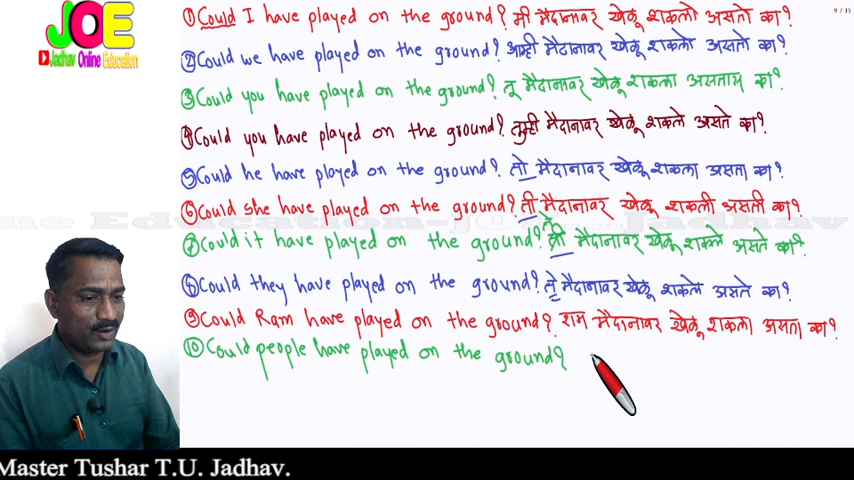 JOE
Jadhav Online Education
9 / 15
① Could I have played on the ground? मी मैदानावर खेळू शकलो असतो का?
② Could we have played on the ground? आम्ही मैदानावर खेळू शकलो असतो का?
③ Could you have played on the ground? तू मैदानावर खेळू शकला असतास का?
④ Could you have played on the ground? तुम्ही मैदानावर खेळू शकले असते का?
⑤ Could he have played on the ground? तो मैदानावर खेळू शकला असता का?
⑥ Could she have played on the ground? ती मैदानावर खेळू शकली असती का?
⑦ Could it have played on the ground? ते मैदानावर खेळू शकले असते का?
⑧ Could they have played on the ground? ते मैदानावर खेळू शकले असते का?
⑨ Could Ram have played on the ground? राम मैदानावर खेळू शकला असता का?
⑩ Could people have played on the ground?
Master Tushar T.U. Jadhav.